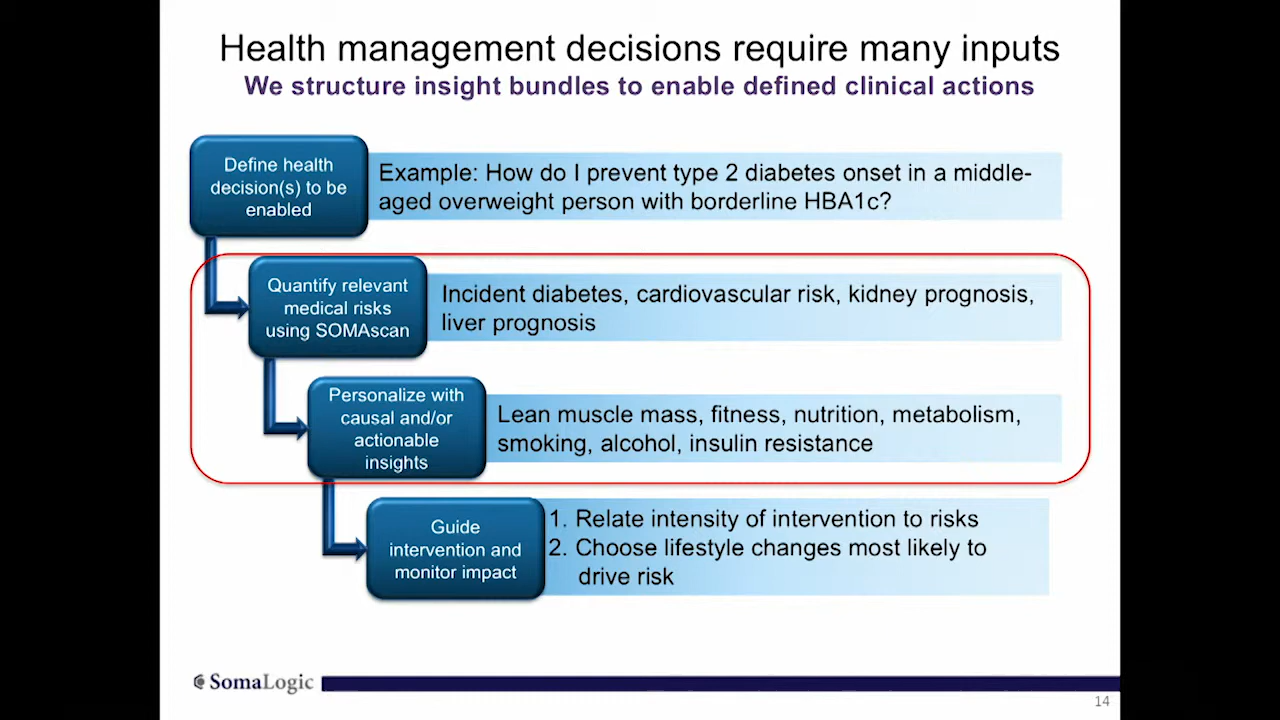 Health management decisions require many inputs
We structure insight bundles to enable defined clinical actions
Define health
decision(s) to be
enabled
Example: How do I prevent type 2 diabetes onset in a middle-
aged overweight person with borderline HBA1c?
Quantify relevant
medical risks
using SOMAscan
Incident diabetes, cardiovascular risk, kidney prognosis,
liver prognosis
Personalize with
causal and/or
actionable
insights
Lean muscle mass, fitness, nutrition, metabolism,
smoking, alcohol, insulin resistance
Guide
intervention and
monitor impact
1. Relate intensity of intervention to risks
2. Choose lifestyle changes most likely to
drive risk
SomaLogic
14